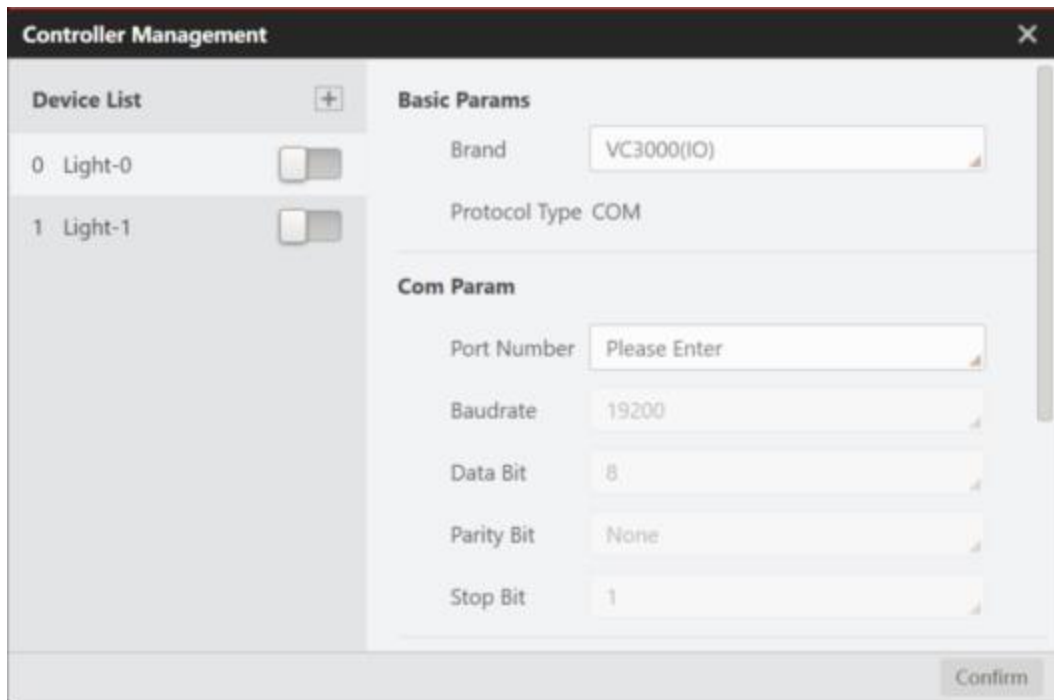 Controller Management
Device List
0 Light-0
1 Light-1
Basic Params
Brand VC3000(IO)
Protocol Type COM
Com Param
Port Number Please Enter
Baudrate 19200
Data Bit 8
Parity Bit None
Stop Bit 1
Confirm